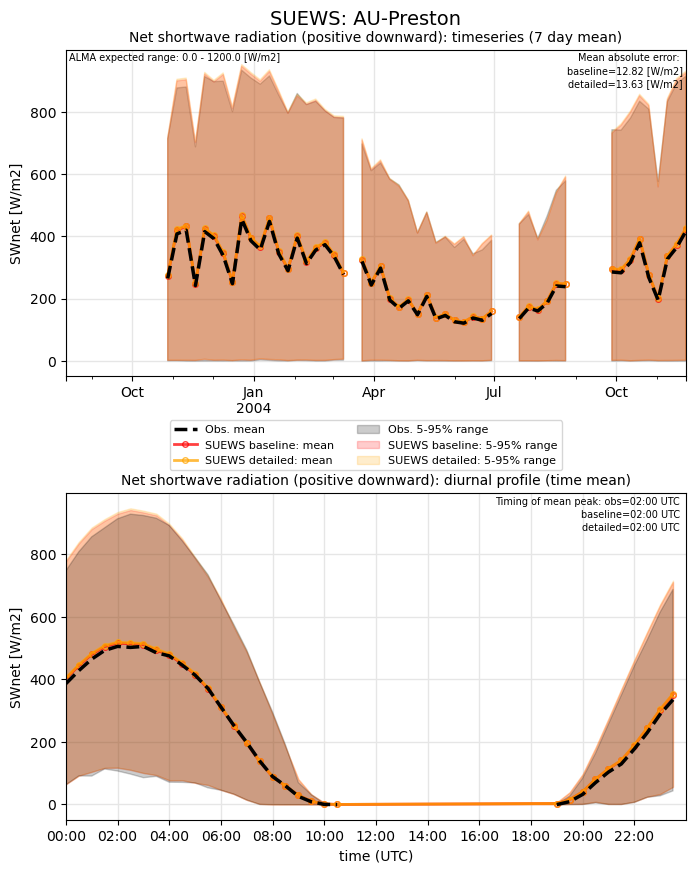 SUEWS: AU-Preston
Net shortwave radiation (positive downward): timeseries (7 day mean)
ALMA expected range: 0.0 - 1200.0 [W/m2]
Mean absolute error:
baseline=12.82 [W/m2]
detailed=13.63 [W/m2]
800
600
400
200
0
SWnet [W/m2]
Oct
Jan
2004
Apr
Jul
Oct
Obs. mean
SUEWS baseline: mean
SUEWS detailed: mean
Obs. 5-95% range
SUEWS baseline: 5-95% range
SUEWS detailed: 5-95% range
Net shortwave radiation (positive downward): diurnal profile (time mean)
Timing of mean peak: obs=02:00 UTC
baseline=02:00 UTC
detailed=02:00 UTC
800
600
400
200
0
SWnet [W/m2]
00:00 02:00 04:00 06:00 08:00 10:00 12:00 14:00 16:00 18:00 20:00 22:00
time (UTC)